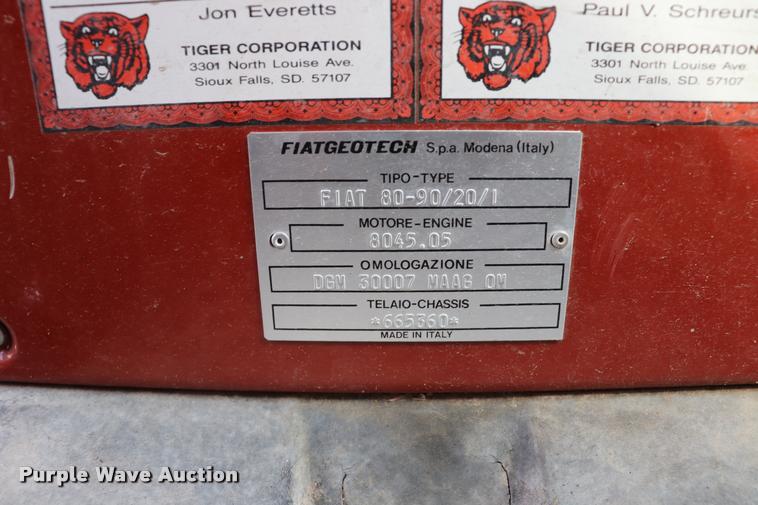 Jon Everetts
TIGER CORPORATION
3301 North Louise Ave.
Sioux Falls, SD. 57107
Paul V. Schreurs
TIGER CORPORATION
3301 North Louise Ave.
Sioux Falls, SD. 57107
FIATGEOTECH S.p.a. Modena (Italy)
TIPO-TYPE
FIAT 80-90/20/1
MOTORE-ENGINE
8045.05
OMOLOGAZIONE
DGM 30007 MAAG OM
TELAIO-CHASSIS
*665360*
MADE IN ITALY
Purple Wave Auction